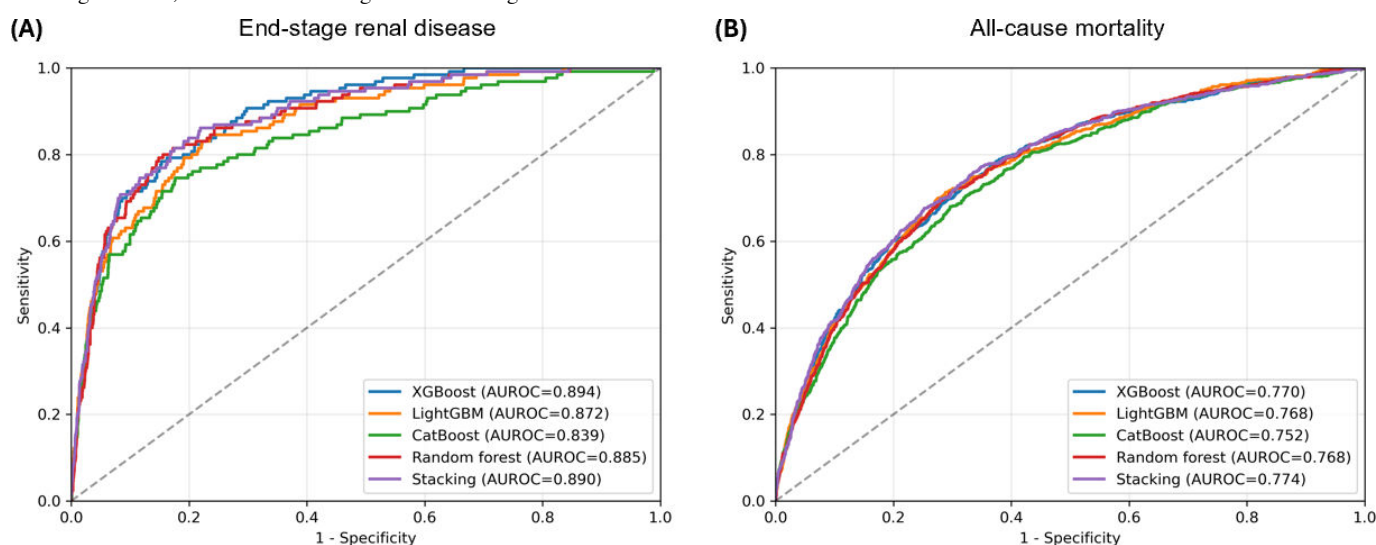 (A) End-stage renal disease
1.0
0.8
0.6
0.4
0.2
0.0
Sensitivity
XGBoost (AUROC=0.894)
LightGBM (AUROC=0.872)
CatBoost (AUROC=0.839)
Random forest (AUROC=0.885)
Stacking (AUROC=0.890)
0.0 0.2 0.4 0.6 0.8 1.0
1 - Specificity
(B) All-cause mortality
1.0
0.8
0.6
0.4
0.2
0.0
Sensitivity
XGBoost (AUROC=0.770)
LightGBM (AUROC=0.768)
CatBoost (AUROC=0.752)
Random forest (AUROC=0.768)
Stacking (AUROC=0.774)
0.0 0.2 0.4 0.6 0.8 1.0
1 - Specificity